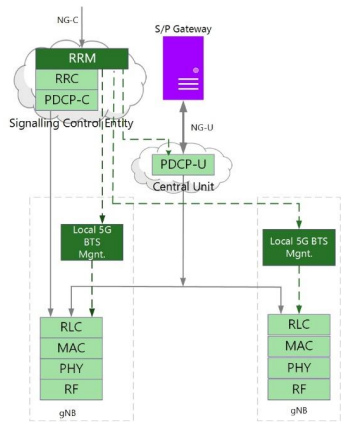 NG-C
S/P Gateway
RRM
RRC
PDCP-C
Signalling Control Entity
NG-U
PDCP-U
Central Unit
Local 5G
BTS
Mgnt.
Local 5G BTS
Mgnt.
RLC
MAC
PHY
RF
gNB
RLC
MAC
PHY
RF
gNB